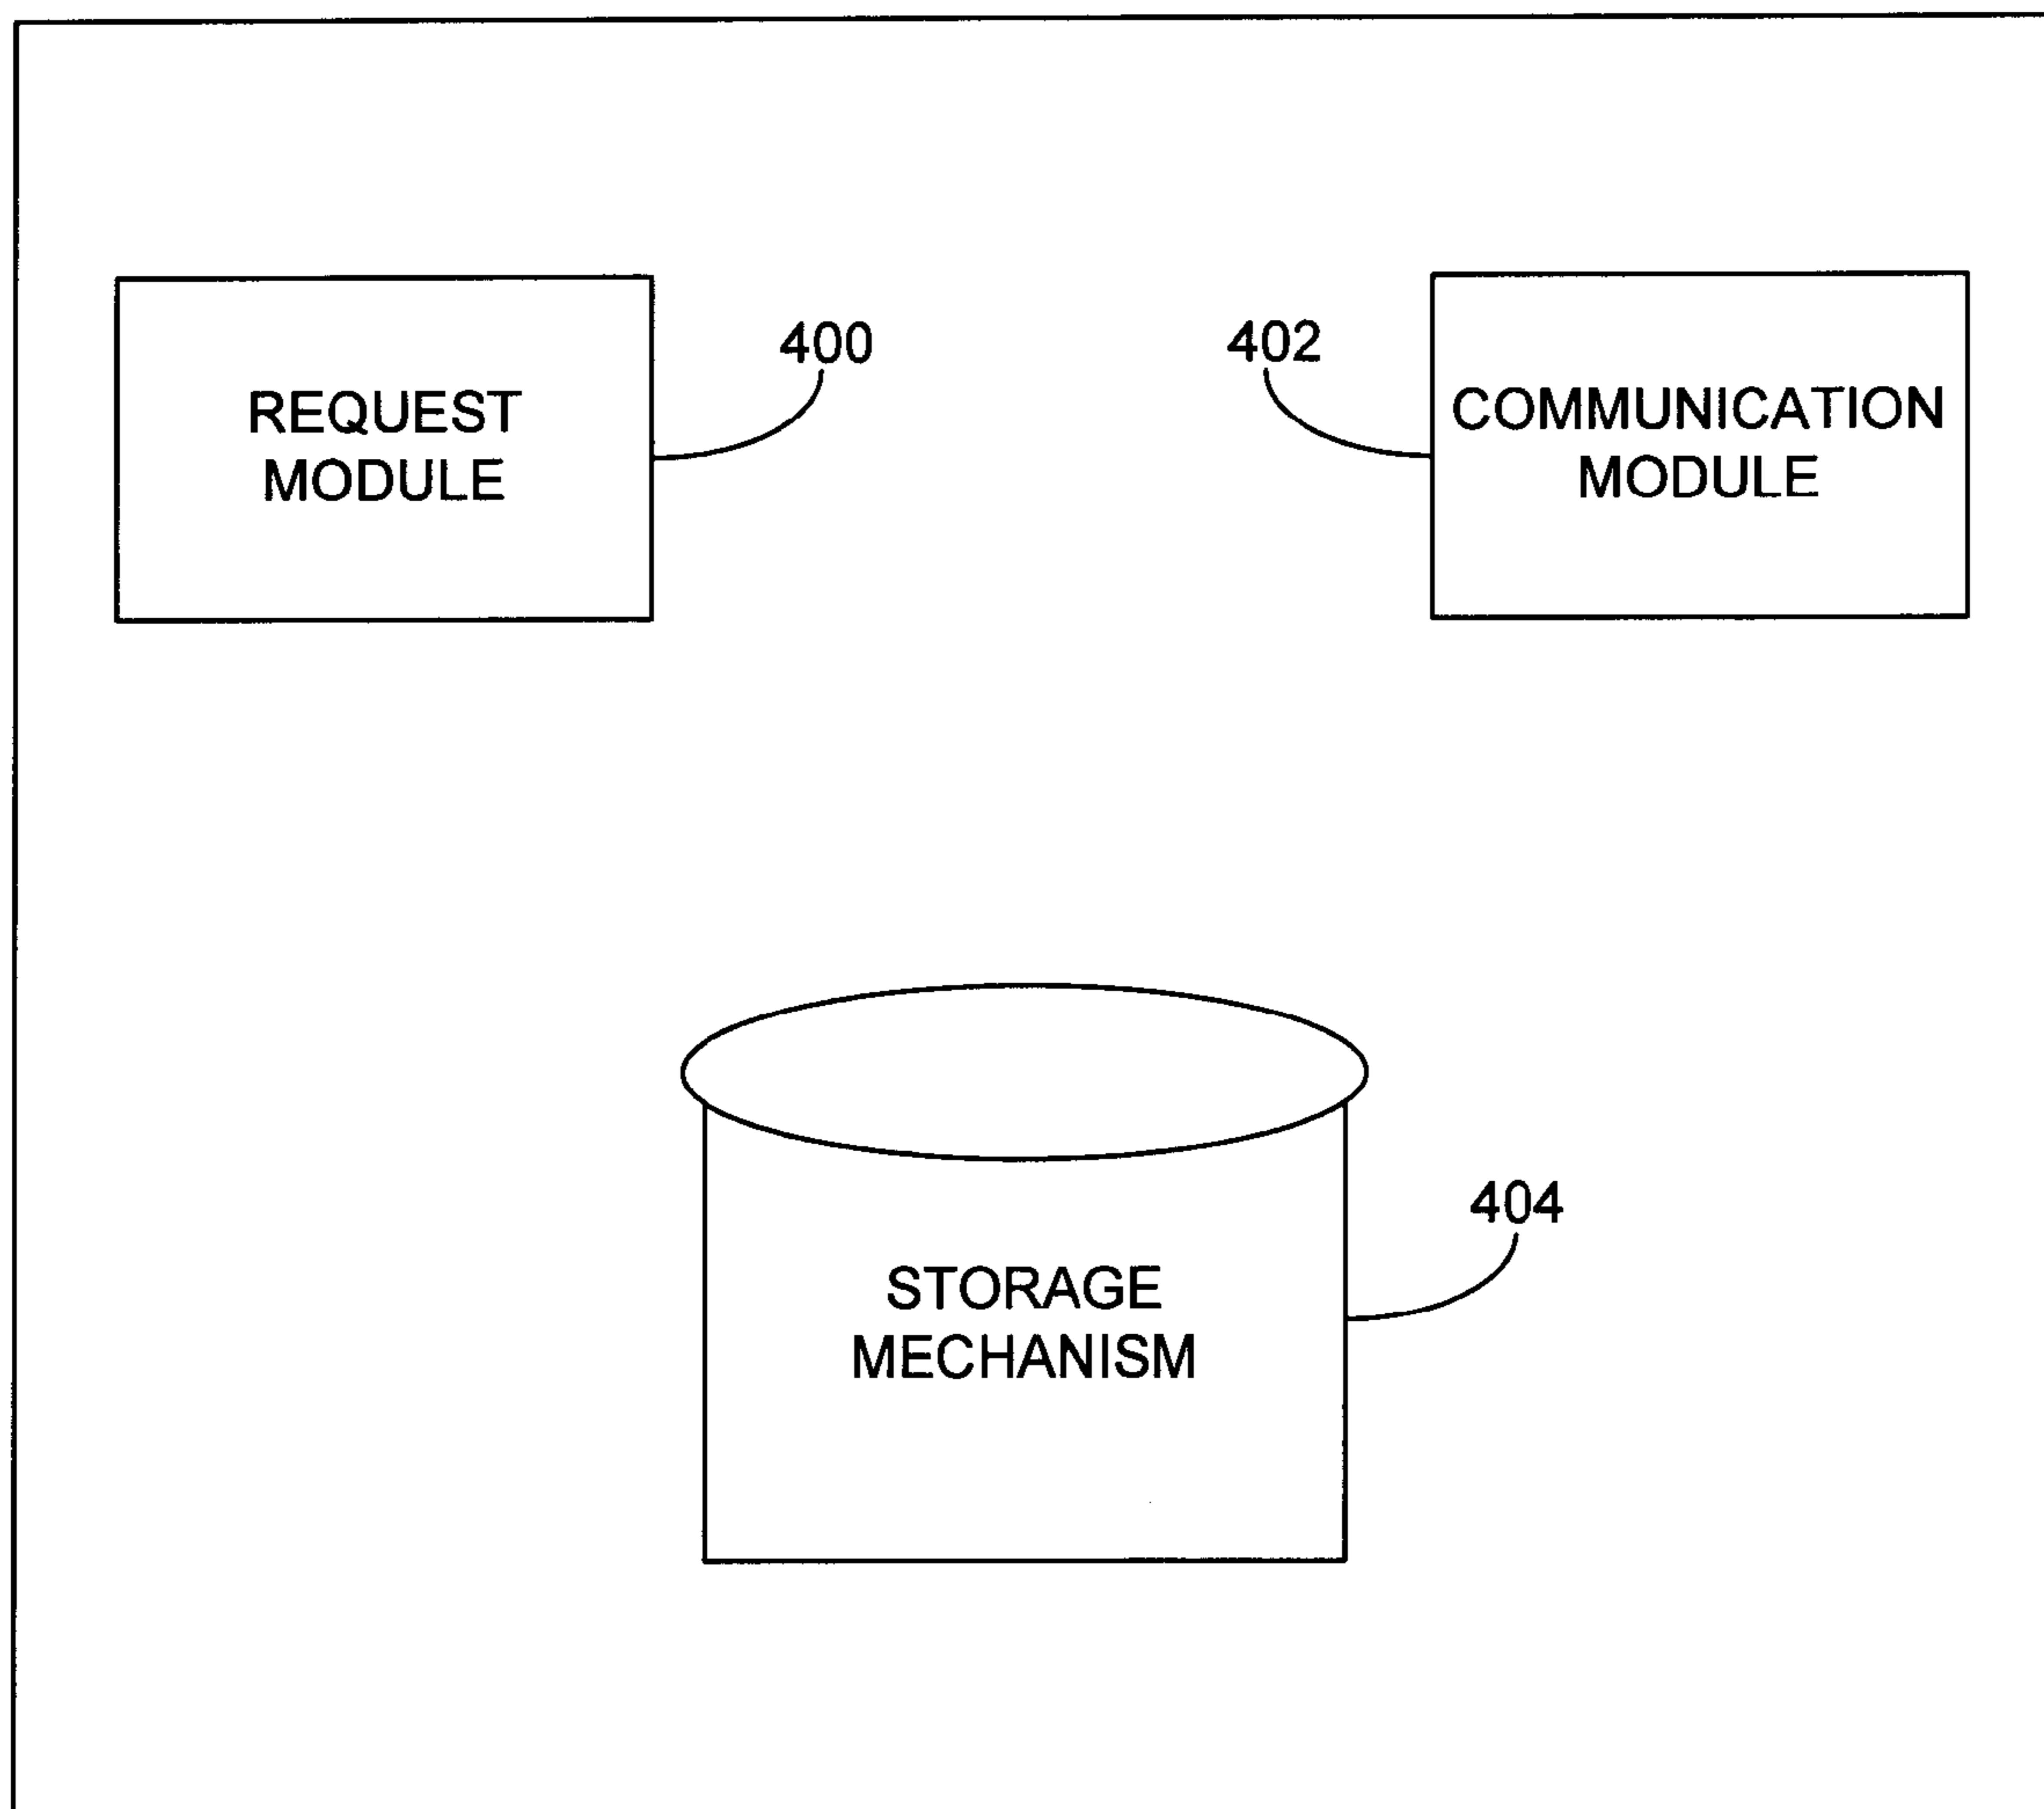 400
402
REQUEST
MODULE
COMMUNICATION
MODULE
404
STORAGE
MECHANISM